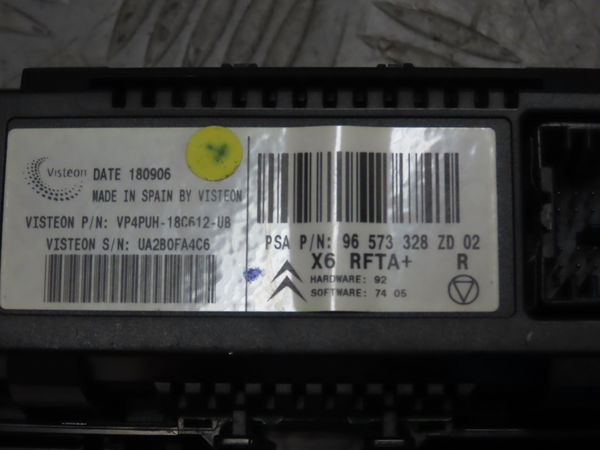 Visteon
DATE 180906
MADE IN SPAIN BY VISTEON
VISTEON P/N: VP4PUH-18C612-UB
VISTEON S/N: UA2B0FA4C6
PSA P/N: 96 573 328 ZD 02
X6 RFTA+ R
HARDWARE: 92
SOFTWARE: 74 05